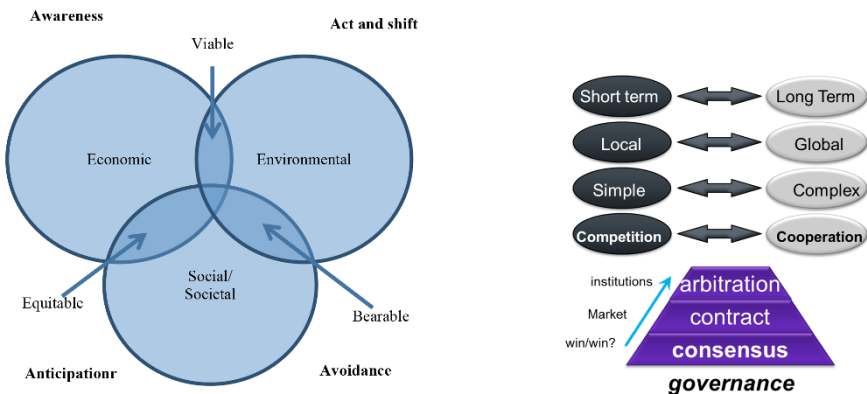 Awareness
Act and shift
Viable
Economic
Environmental
Social/
Societal
Equitable
Bearable
Anticipationr
Avoidance
Short term
Long Term
Local
Global
Simple
Complex
Competition
Cooperation
institutions
arbitration
Market
contract
win/win?
consensus
governance